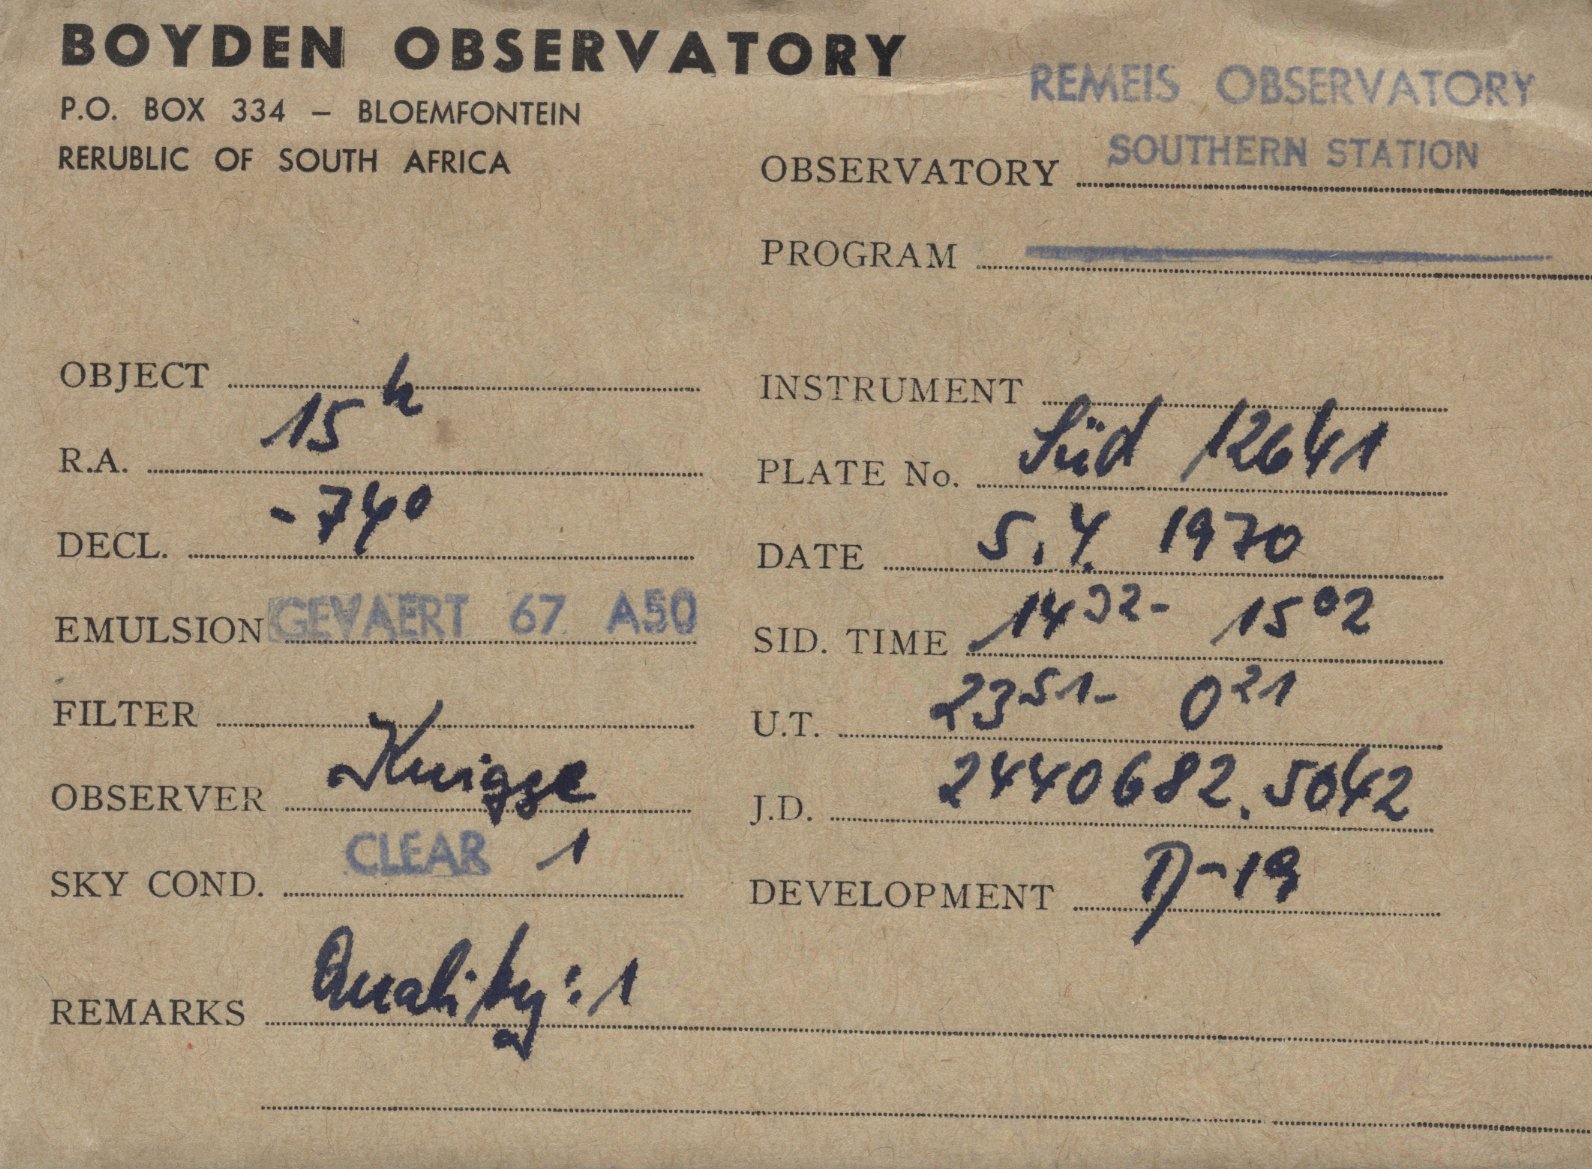 BOYDEN OBSERVATORY
P.O. BOX 334 – BLOEMFONTEIN
RERUBLIC OF SOUTH AFRICA
REMEIS OBSERVATORY
OBSERVATORY SOUTHERN STATION
PROGRAM
OBJECT
R.A. 15h
DECL. -74°
EMULSION GEVAERT 67 A50
FILTER
OBSERVER Knigge
SKY COND. CLEAR 1
INSTRUMENT
PLATE No. Süd 12641
DATE 5.4. 1970
SID. TIME 14 32 - 15 02
U.T. 23 51 - 0 21
J.D. 2440682.5042
DEVELOPMENT D-19
REMARKS Quality: 1